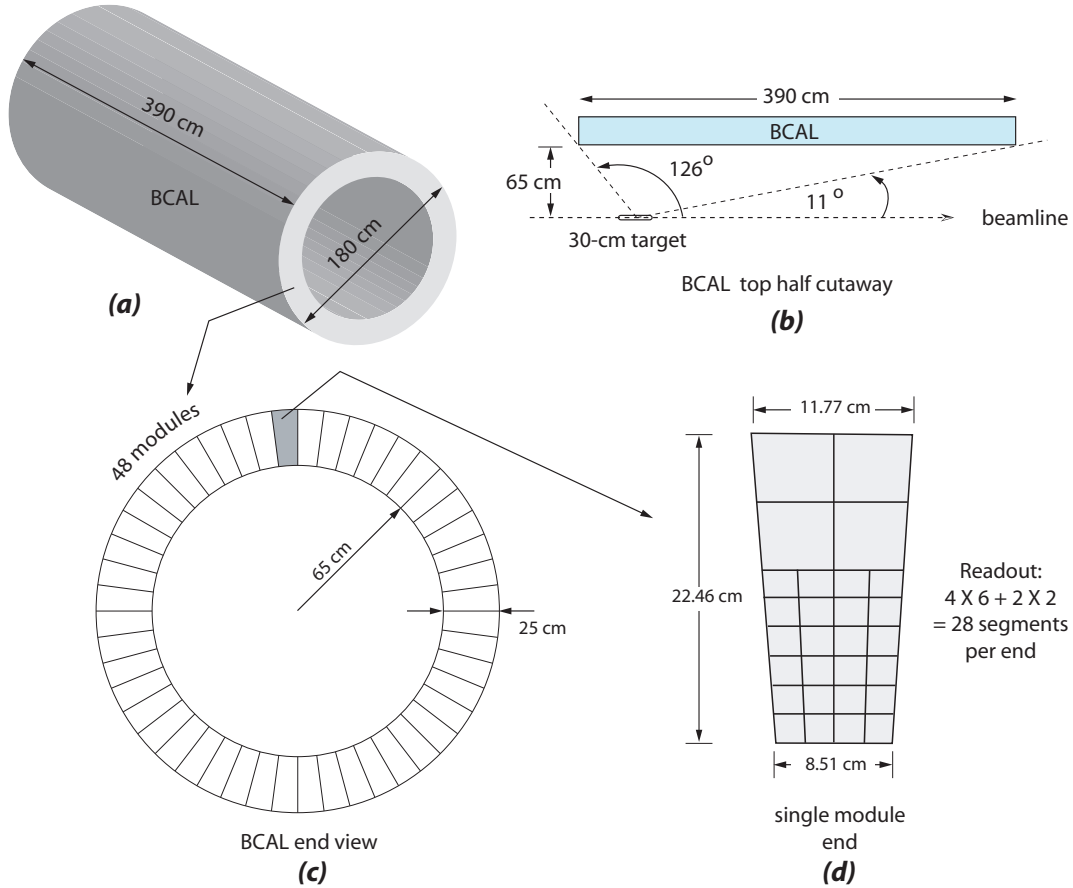 390 cm
BCAL
180 cm
(a)
390 cm
BCAL
65 cm
126o
11 o
30-cm target
beamline
BCAL top half cutaway
(b)
48 modules
65 cm
25 cm
BCAL end view
(c)
11.77 cm
22.46 cm
8.51 cm
Readout:
4 X 6 + 2 X 2
= 28 segments
per end
single module
end
(d)